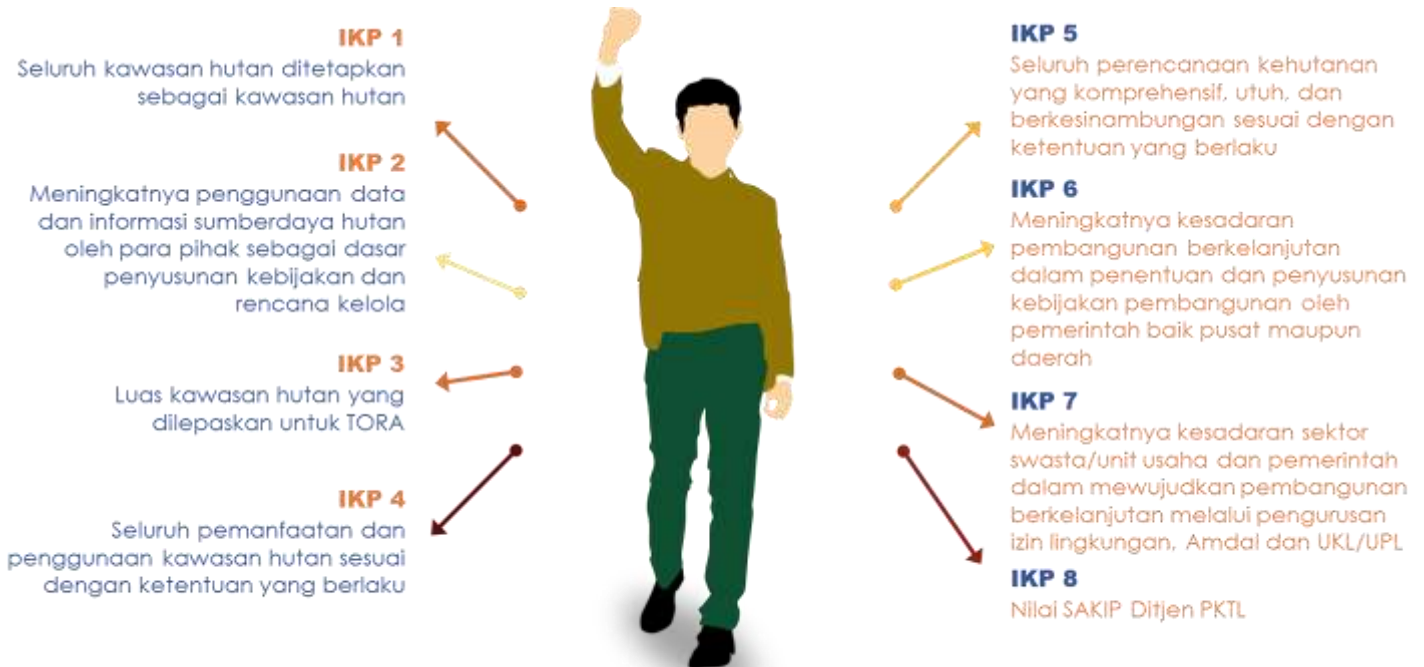 IKP 1
Seluruh kawasan hutan ditetapkan
sebagai kawasan hutan
IKP 2
Meningkatnya penggunaan data
dan informasi sumberdaya hutan
oleh para pihak sebagai dasar
penyusunan kebijakan dan
rencana kelola
IKP 3
Luas kawasan hutan yang
dilepaskan untuk TORA
IKP 4
Seluruh pemanfaatan dan
penggunaan kawasan hutan sesuai
dengan ketentuan yang berlaku
IKP 5
Seluruh perencanaan kehutanan
yang komprehensif, utuh, dan
berkesinambungan sesuai dengan
ketentuan yang berlaku
IKP 6
Meningkatnya kesadaran
pembangunan berkelanjutan
dalam penentuan dan penyusunan
kebijakan pembangunan oleh
pemerintah baik pusat maupun
daerah
IKP 7
Meningkatnya kesadaran sektor
swasta/unit usaha dan pemerintah
dalam mewujudkan pembangunan
berkelanjutan melalui pengurusan
izin lingkungan, Amdal dan UKL/UPL
IKP 8
Nilai SAKIP Ditjen PKTL